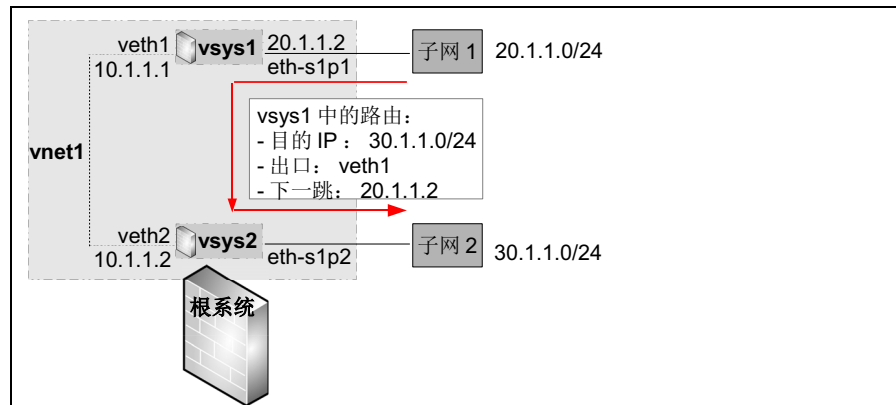 veth1
vsys1
20.1.1.2
10.1.1.1
eth-s1p1
子网 1
20.1.1.0/24
vsys1 中的路由：
- 目的 IP： 30.1.1.0/24
- 出口： veth1
- 下一跳： 20.1.1.2
vnet1
veth2
vsys2
10.1.1.2
eth-s1p2
子网 2
30.1.1.0/24
根系统